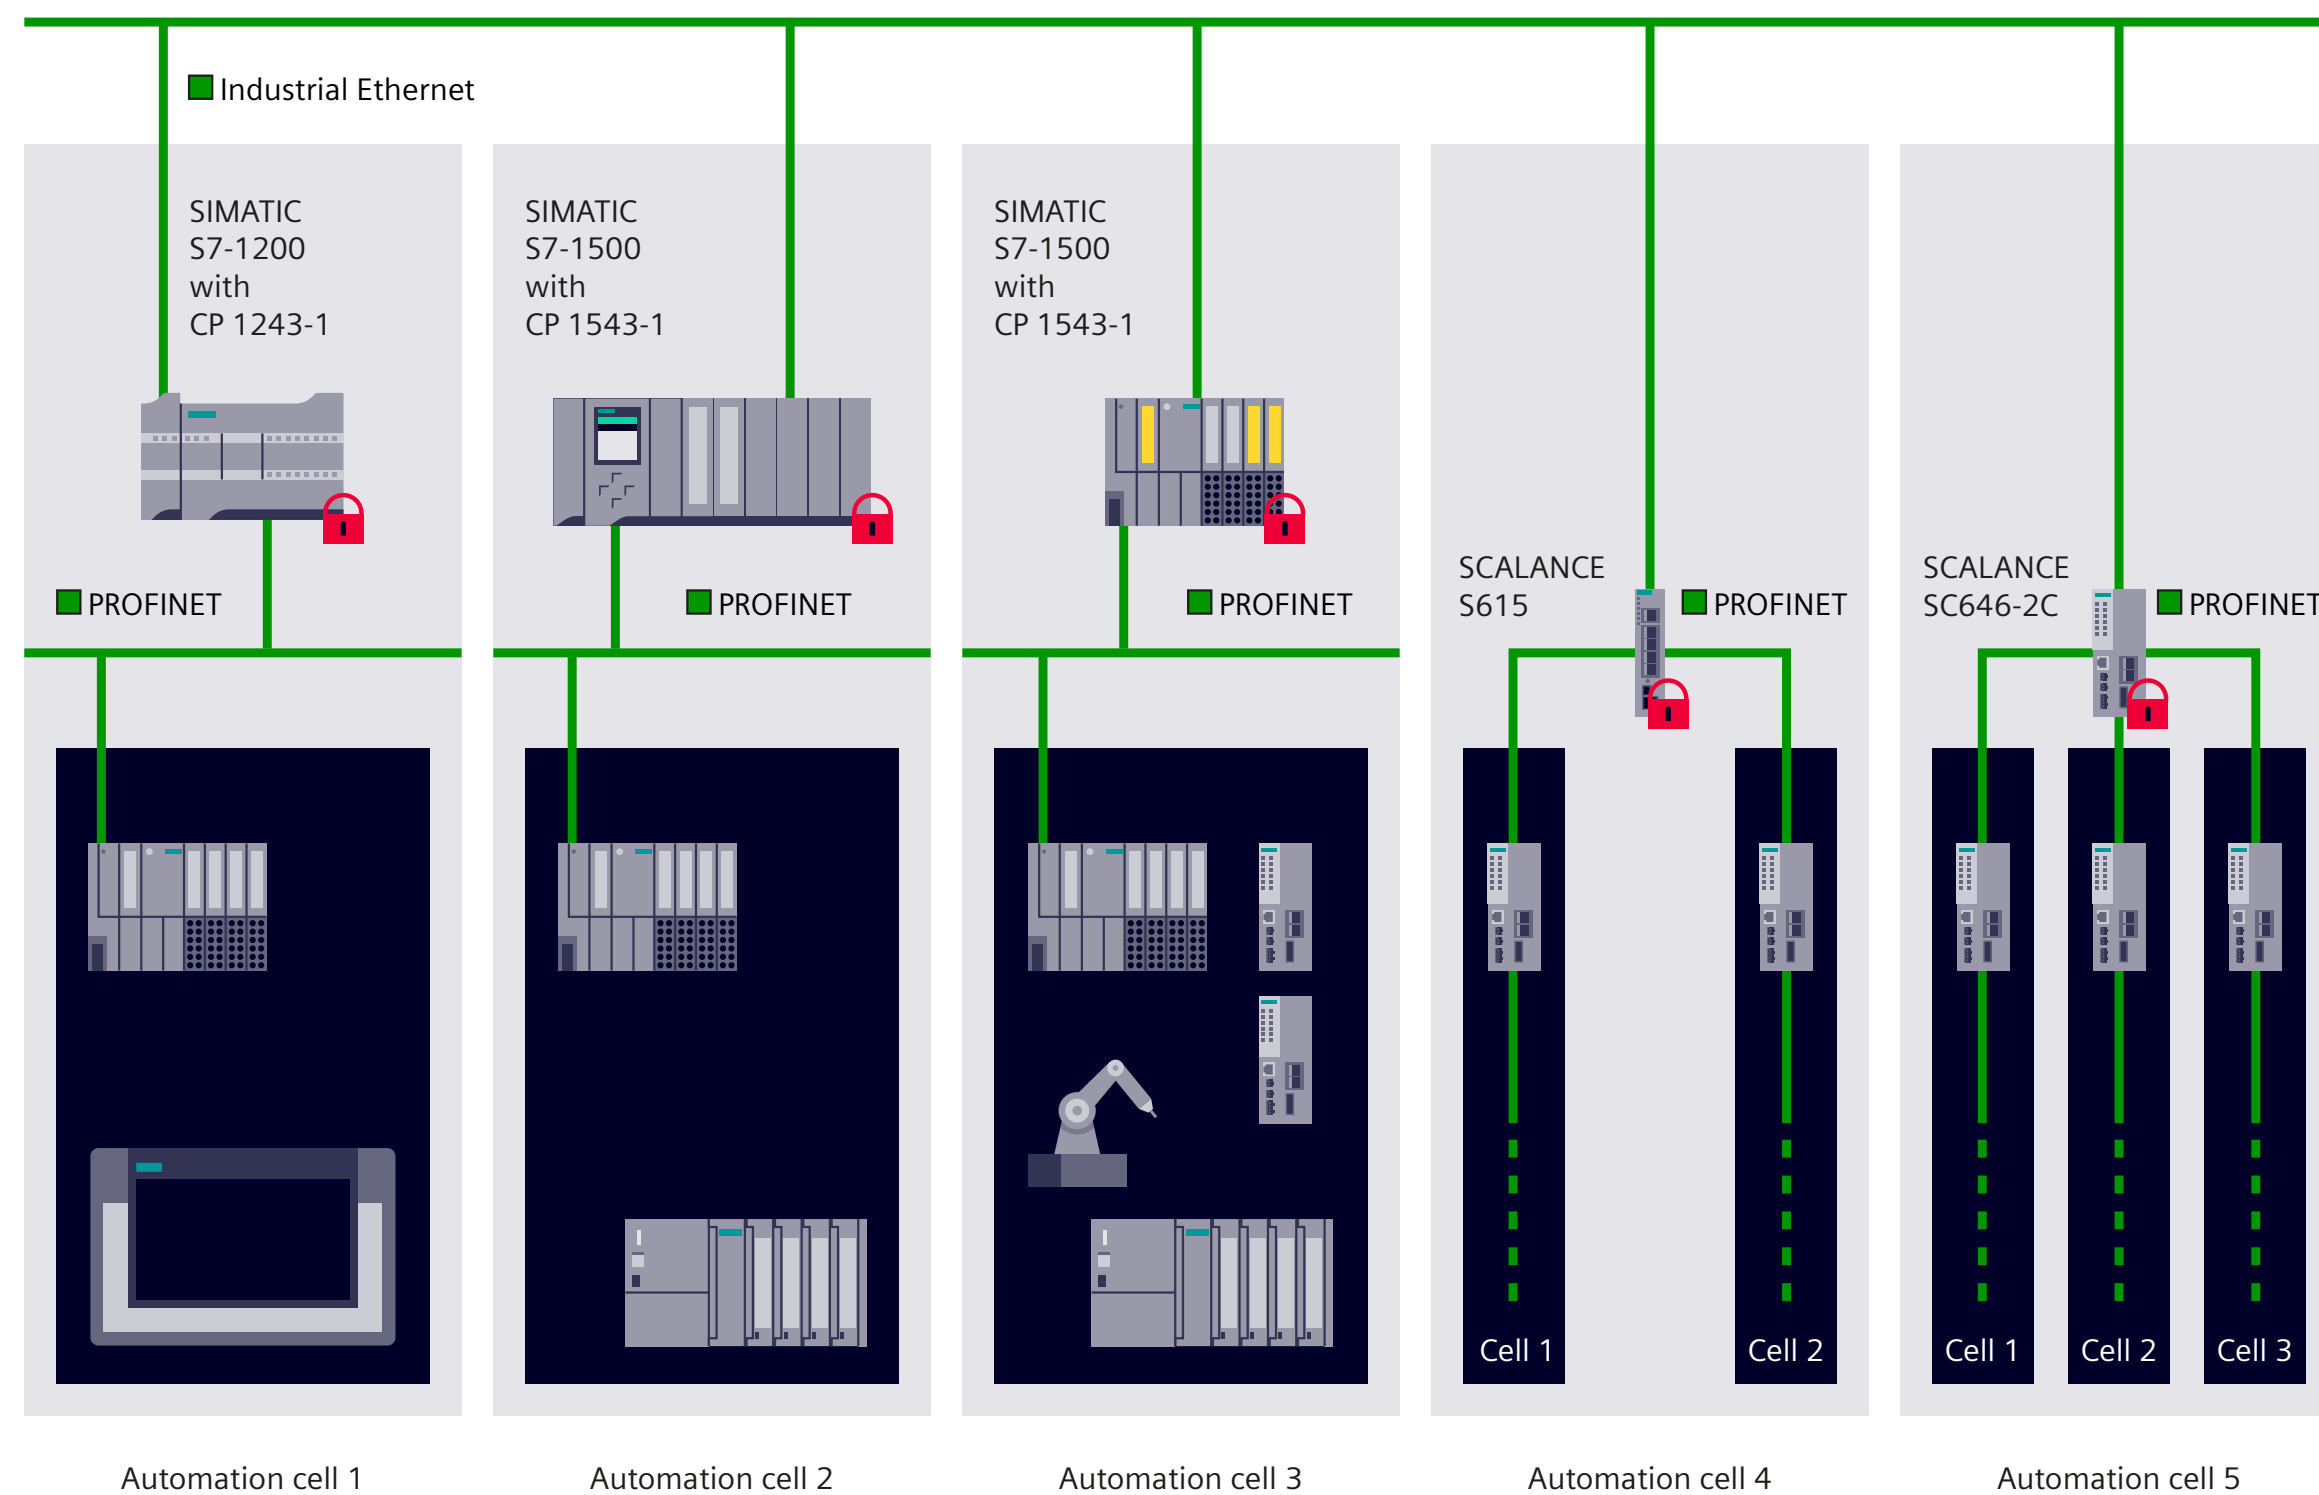 Industrial Ethernet
SIMATIC
S7-1200
with
CP 1243-1
PROFINET
SIMATIC
S7-1500
with
CP 1543-1
PROFINET
SIMATIC
S7-1500
with
CP 1543-1
PROFINET
SCALANCE
S615
PROFINET
Cell 1
Cell 2
SCALANCE
SC646-2C
PROFINET
Cell 1
Cell 2
Cell 3
Automation cell 1
Automation cell 2
Automation cell 3
Automation cell 4
Automation cell 5